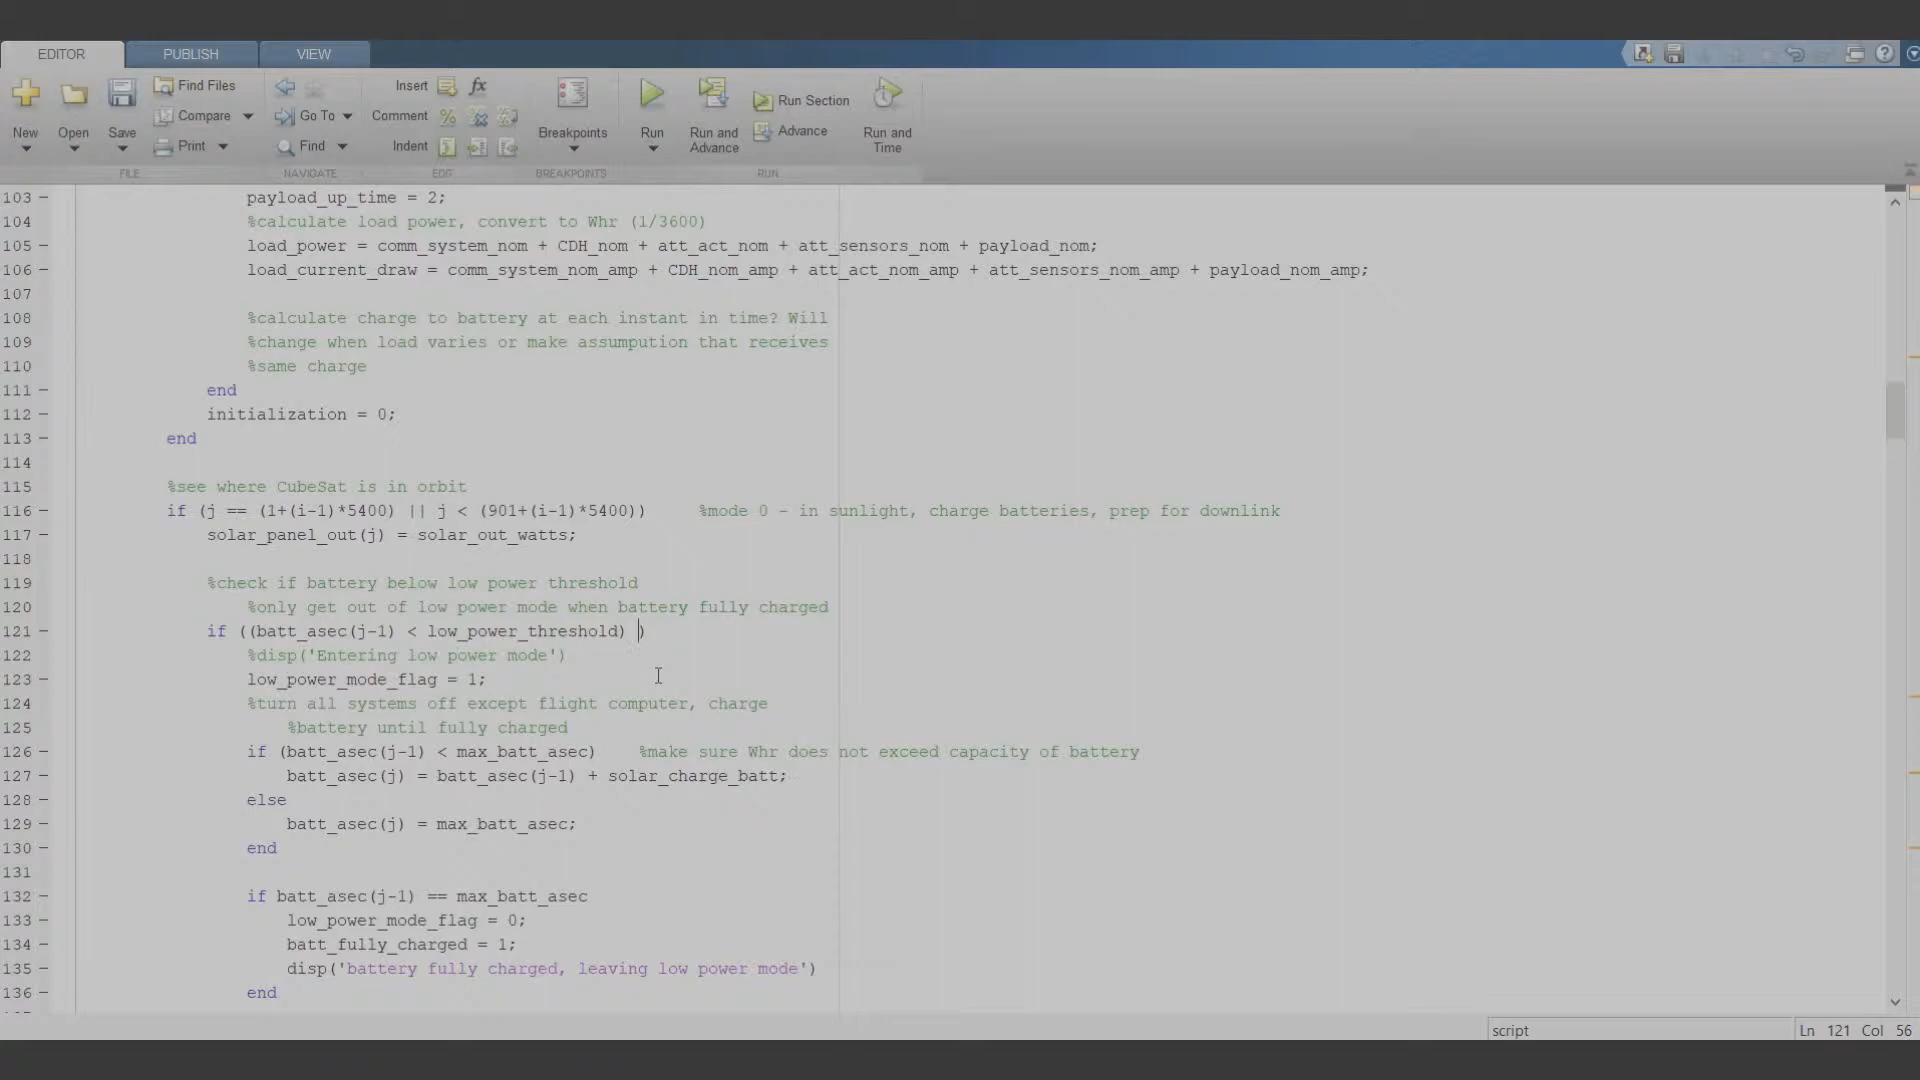 EDITOR PUBLISH VIEW
New Open Save Find Files Compare Print
Go To Find
Insert fx
Comment
Indent
Breakpoints
Run Run and Advance Run Section Advance Run and Time
FILE NAVIGATE EDIT BREAKPOINTS RUN
103 payload_up_time = 2;
104 %calculate load power, convert to Whr (1/3600)
105 load_power = comm_system_nom + CDH_nom + att_act_nom + att_sensors_nom + payload_nom;
106 load_current_draw = comm_system_nom_amp + CDH_nom_amp + att_act_nom_amp + att_sensors_nom_amp + payload_nom_amp;
107
108 %calculate charge to battery at each instant in time? Will
109 %change when load varies or make assumpution that receives
110 %same charge
111 end
112 initialization = 0;
113 end
114
115 %see where CubeSat is in orbit
116 if (j == (1+(i-1)*5400) || j < (901+(i-1)*5400)) %mode 0 - in sunlight, charge batteries, prep for downlink
117 solar_panel_out(j) = solar_out_watts;
118
119 %check if battery below low power threshold
120 %only get out of low power mode when battery fully charged
121 if ((batt_asec(j-1) < low_power_threshold) )
122 %disp('Entering low power mode')
123 low_power_mode_flag = 1;
124 %turn all systems off except flight computer, charge
125 %battery until fully charged
126 if (batt_asec(j-1) < max_batt_asec) %make sure Whr does not exceed capacity of battery
127 batt_asec(j) = batt_asec(j-1) + solar_charge_batt;
128 else
129 batt_asec(j) = max_batt_asec;
130 end
131
132 if batt_asec(j-1) == max_batt_asec
133 low_power_mode_flag = 0;
134 batt_fully_charged = 1;
135 disp('battery fully charged, leaving low power mode')
136 end
script Ln 121 Col 56